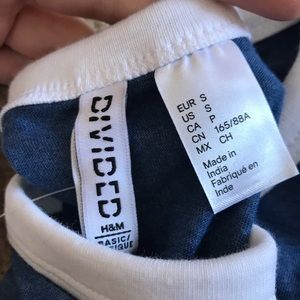 DIVIDED
H&M
BASIC/
EUR S
US S
CA P
CN 165/88A
MX CH
Made in
India
Fabriqué en
Inde